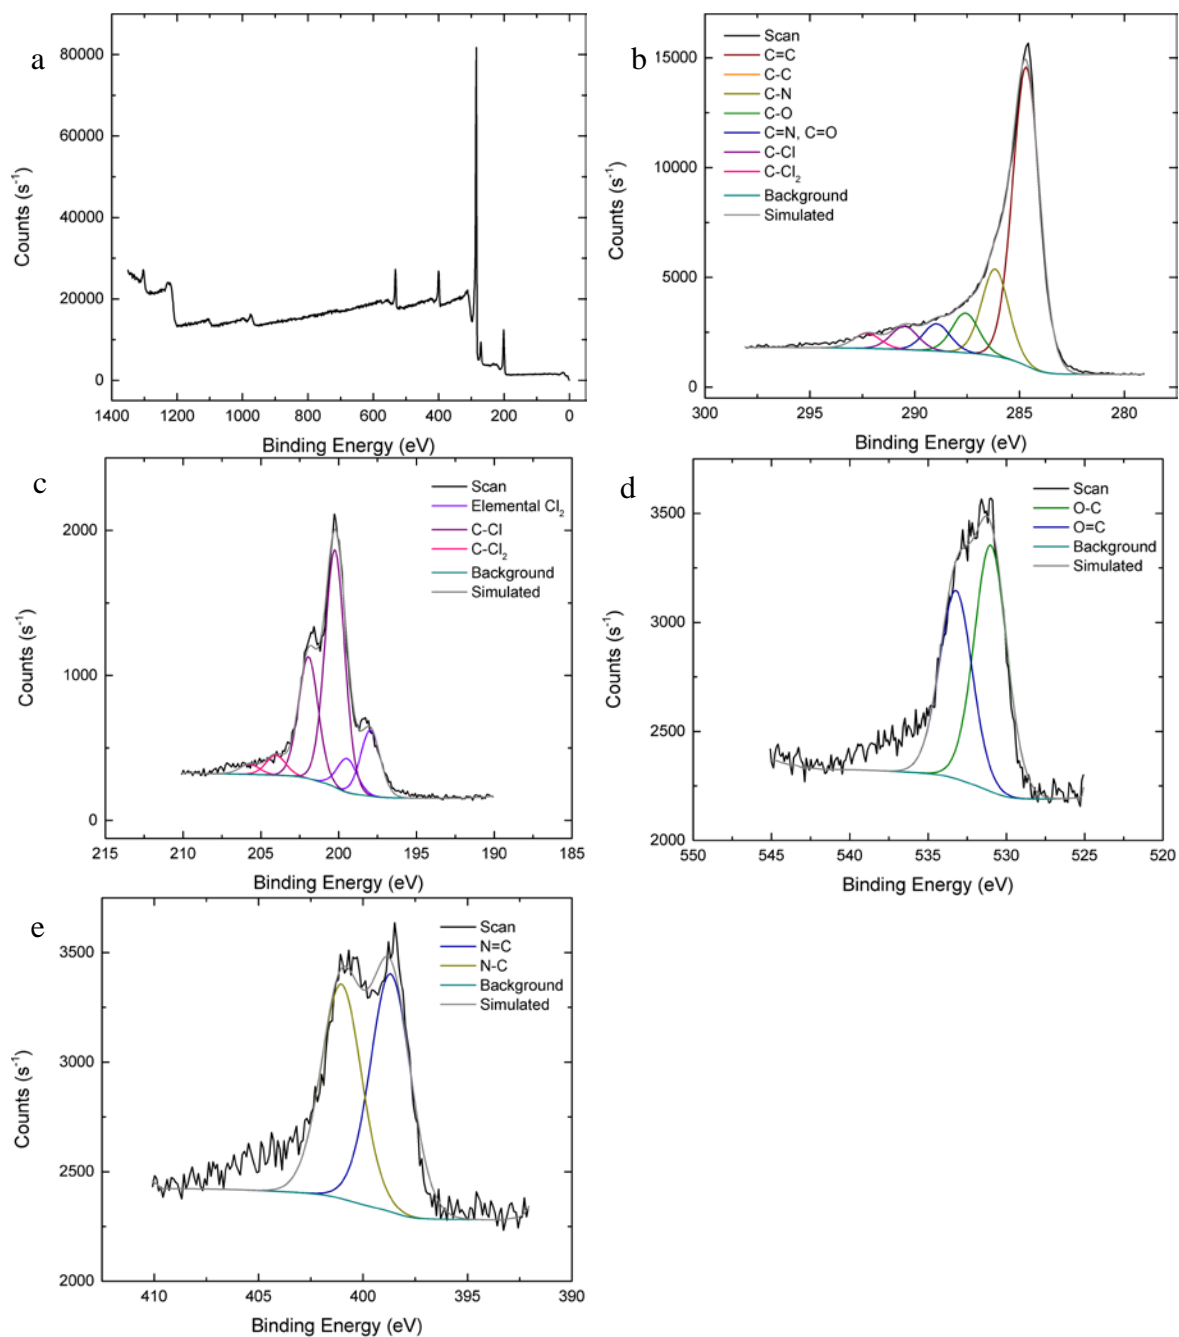 a
80000
60000
40000
20000
0
Counts (s⁻¹)
1400 1200 1000 800 600 400 200 0
Binding Energy (eV)
b
Scan
C=C
C-C
C-N
C-O
C=N, C=O
C-Cl
C-Cl₂
Background
Simulated
15000
10000
5000
0
Counts (s⁻¹)
300 295 290 285 280
Binding Energy (eV)
c
Scan
Elemental Cl₂
C-Cl
C-Cl₂
Background
Simulated
2000
1000
0
Counts (s⁻¹)
215 210 205 200 195 190 185
Binding Energy (eV)
d
Scan
O-C
O=C
Background
Simulated
3500
3000
2500
2000
Counts (s⁻¹)
550 545 540 535 530 525 520
Binding Energy (eV)
e
Scan
N=C
N-C
Background
Simulated
3500
3000
2500
2000
Counts (s⁻¹)
410 405 400 395 390
Binding Energy (eV)